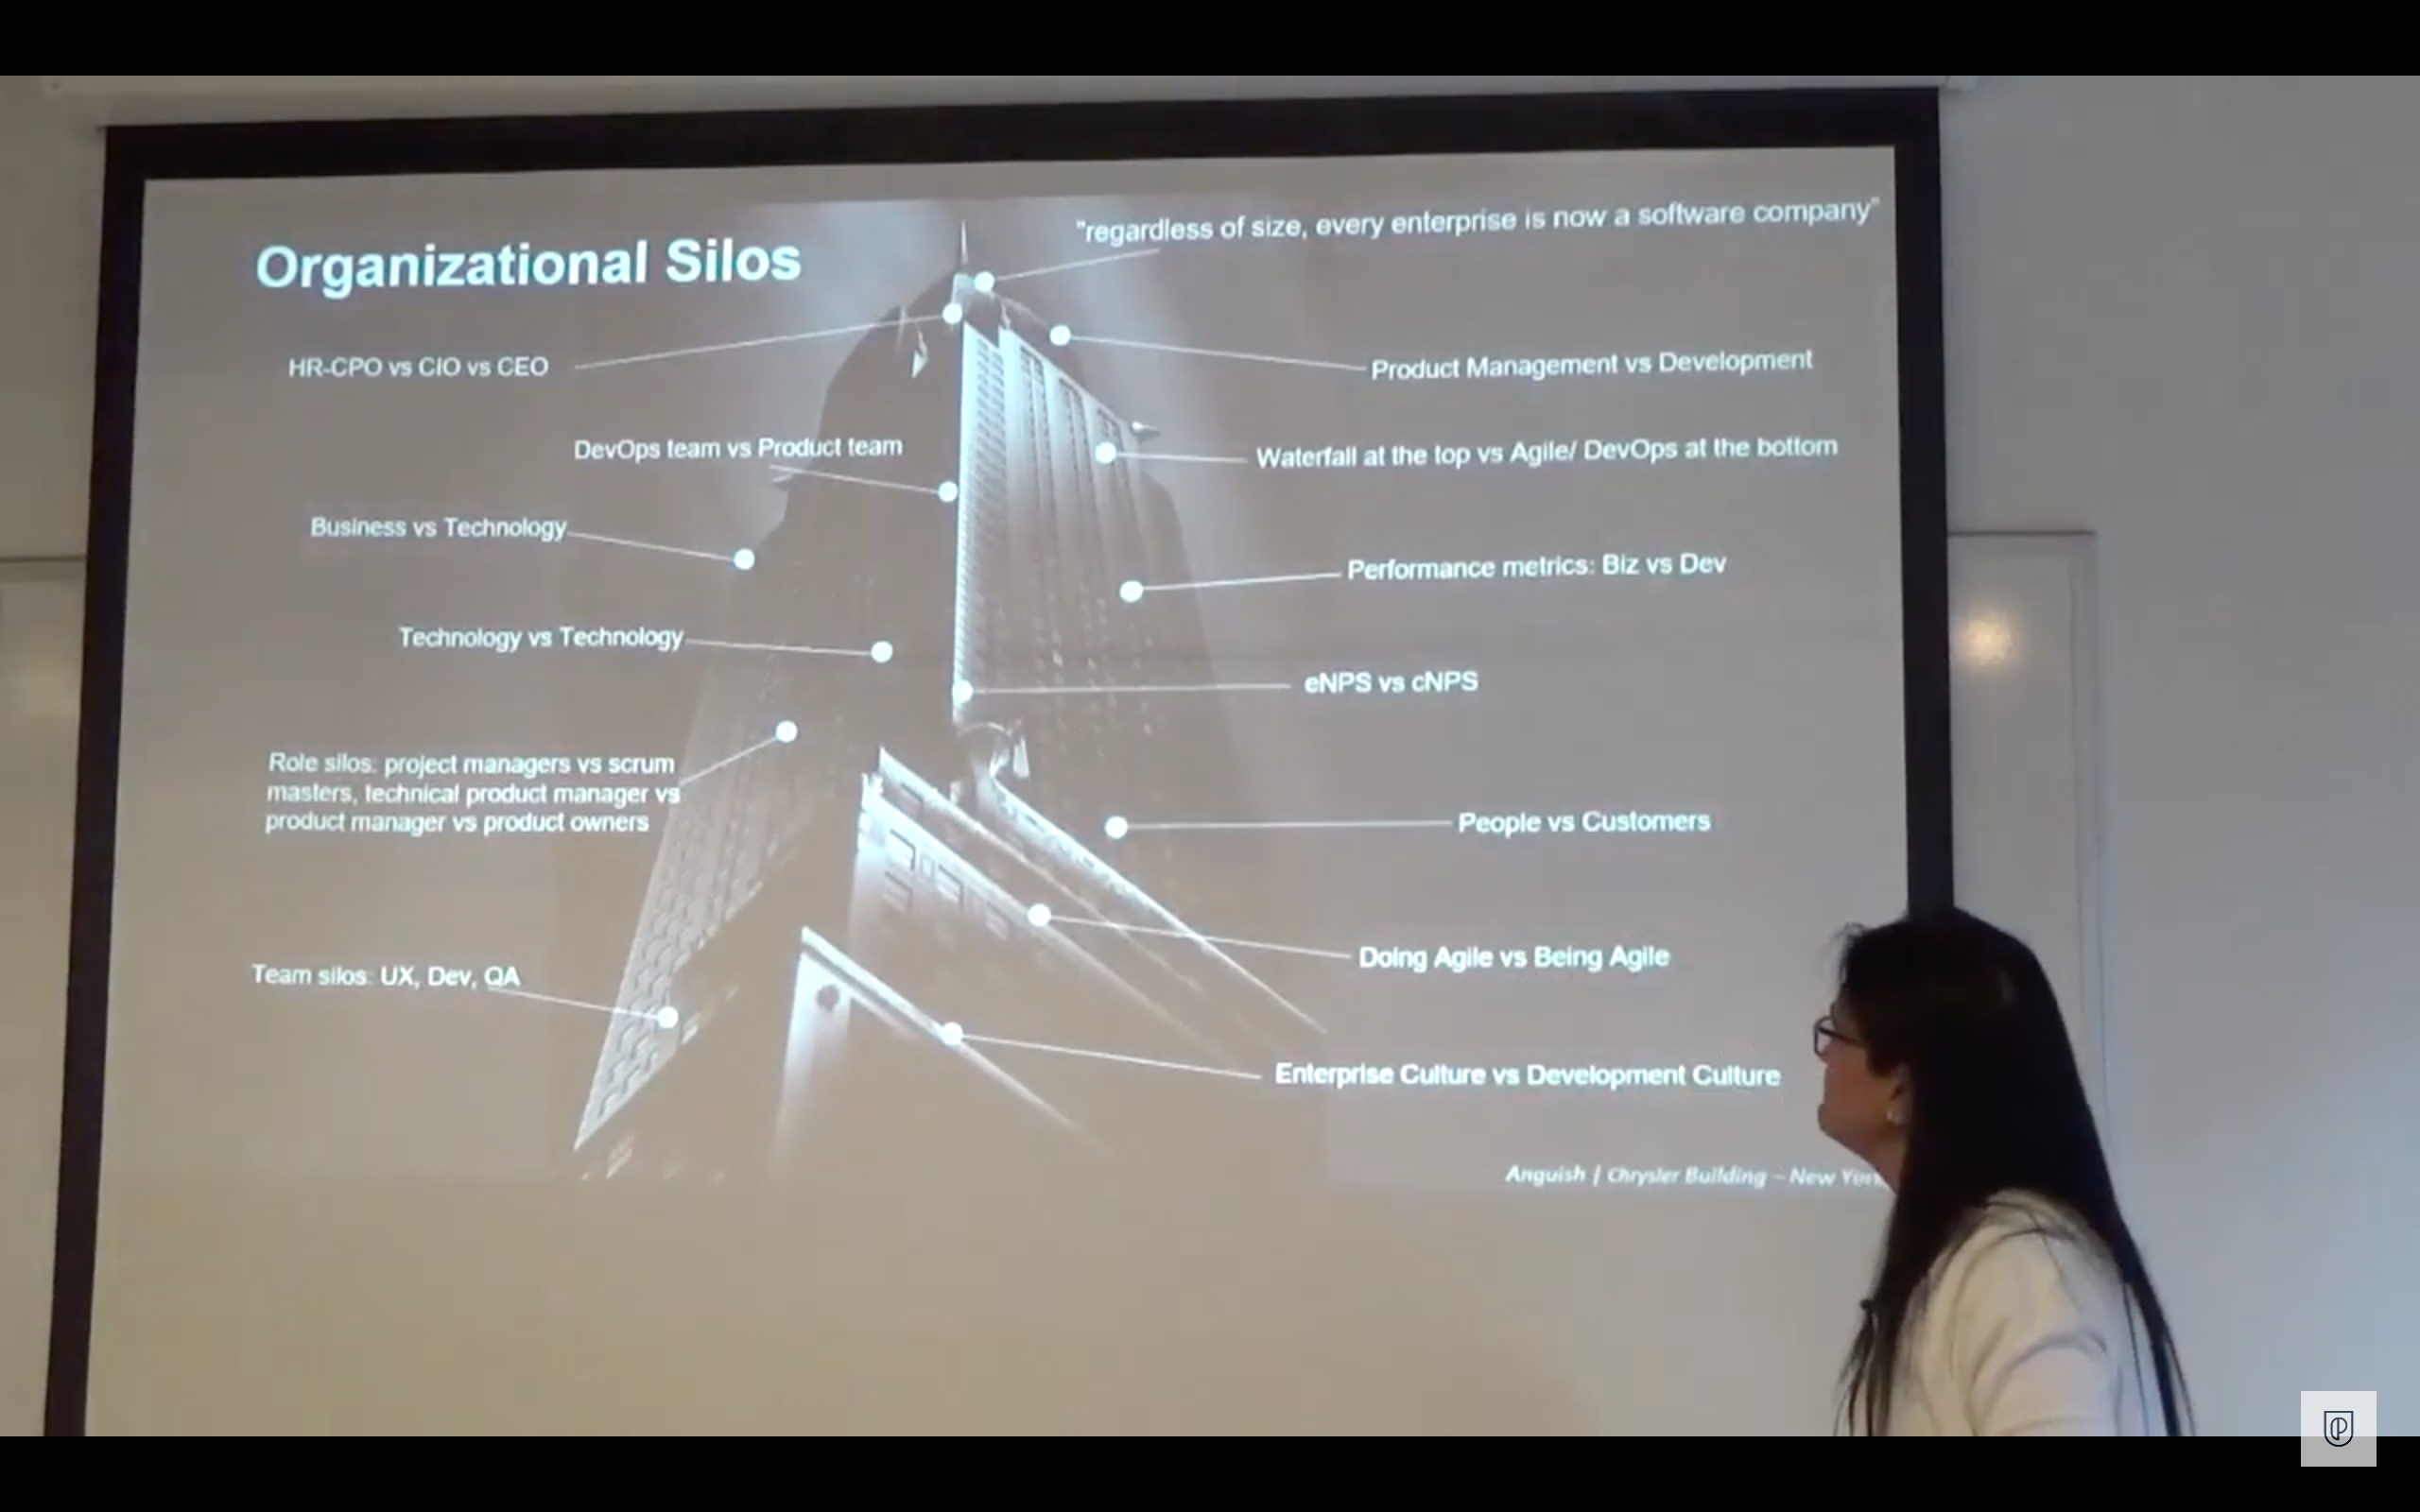 Organizational Silos
"regardless of size, every enterprise is now a software company"
HR-CPO vs CIO vs CEO
Product Management vs Development
DevOps team vs Product team
Waterfall at the top vs Agile/ DevOps at the bottom
Business vs Technology
Performance metrics: Biz vs Dev
Technology vs Technology
eNPS vs cNPS
Role silos: project managers vs scrum
masters, technical product manager vs
product manager vs product owners
People vs Customers
Doing Agile vs Being Agile
Team silos: UX, Dev, QA
Enterprise Culture vs Development Culture
Anguish | Chrysler Building – New York